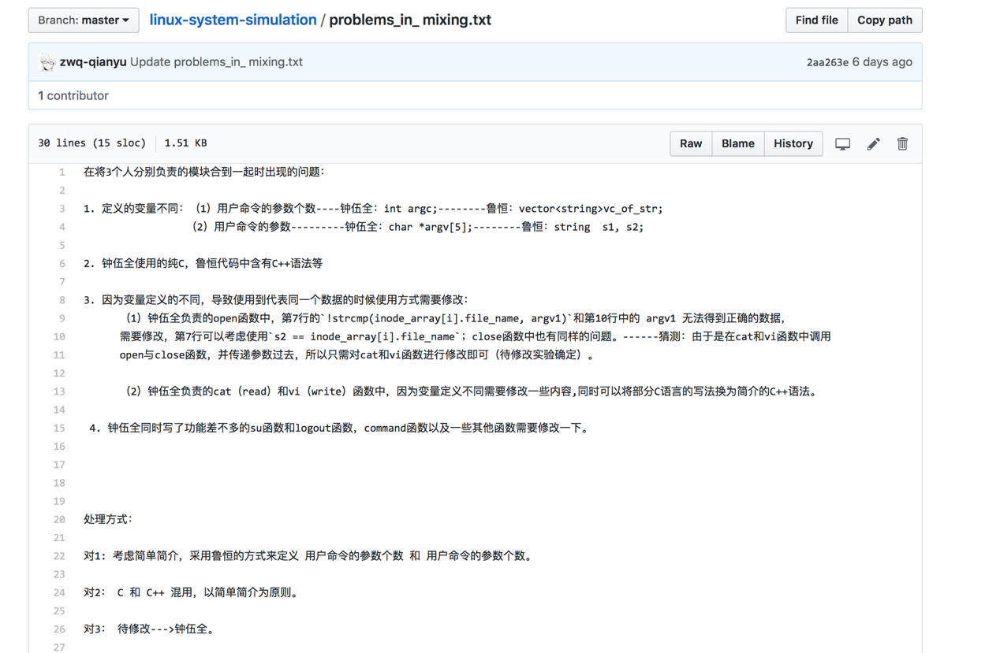 Branch: master
linux-system-simulation / problems_in_ mixing.txt
Find file
Copy path
zwq-qianyu Update problems_in_ mixing.txt
2aa263e 6 days ago
1 contributor
30 lines (15 sloc) 1.51 KB
Raw
Blame
History
1 在将3个人分别负责的模块合到一起时出现的问题：
2
3 1. 定义的变量不同：（1）用户命令的参数个数----钟伍全：int argc;--------鲁恒：vector<string>vc_of_str;
4 （2）用户命令的参数---------钟伍全：char *argv[5];--------鲁恒：string  s1, s2;
5
6 2. 钟伍全使用的纯C，鲁恒代码中含有C++语法等
7
8 3. 因为变量定义的不同，导致使用到代表同一个数据的时候使用方式需要修改：
9 （1）钟伍全负责的open函数中，第7行的`!strcmp(inode_array[i].file_name, argv1)`和第10行中的 argv1 无法得到正确的数据，
10 需要修改，第7行可以考虑使用`s2 == inode_array[i].file_name`；close函数中也有同样的问题。------猜测：由于是在cat和vi函数中调用
11 open与close函数，并传递参数过去，所以只需对cat和vi函数进行修改即可（待修改实验确定）。
12
13 （2）钟伍全负责的cat（read）和vi（write）函数中，因为变量定义不同需要修改一些内容,同时可以将部分C语言的写法换为简介的C++语法。
14
15 4. 钟伍全同时写了功能差不多的su函数和logout函数，command函数以及一些其他函数需要修改一下。
16
17
18
19
20 处理方式：
21
22 对1: 考虑简单简介，采用鲁恒的方式来定义 用户命令的参数个数 和 用户命令的参数个数。
23
24 对2： C 和 C++ 混用，以简单简介为原则。
25
26 对3： 待修改--->钟伍全。
27